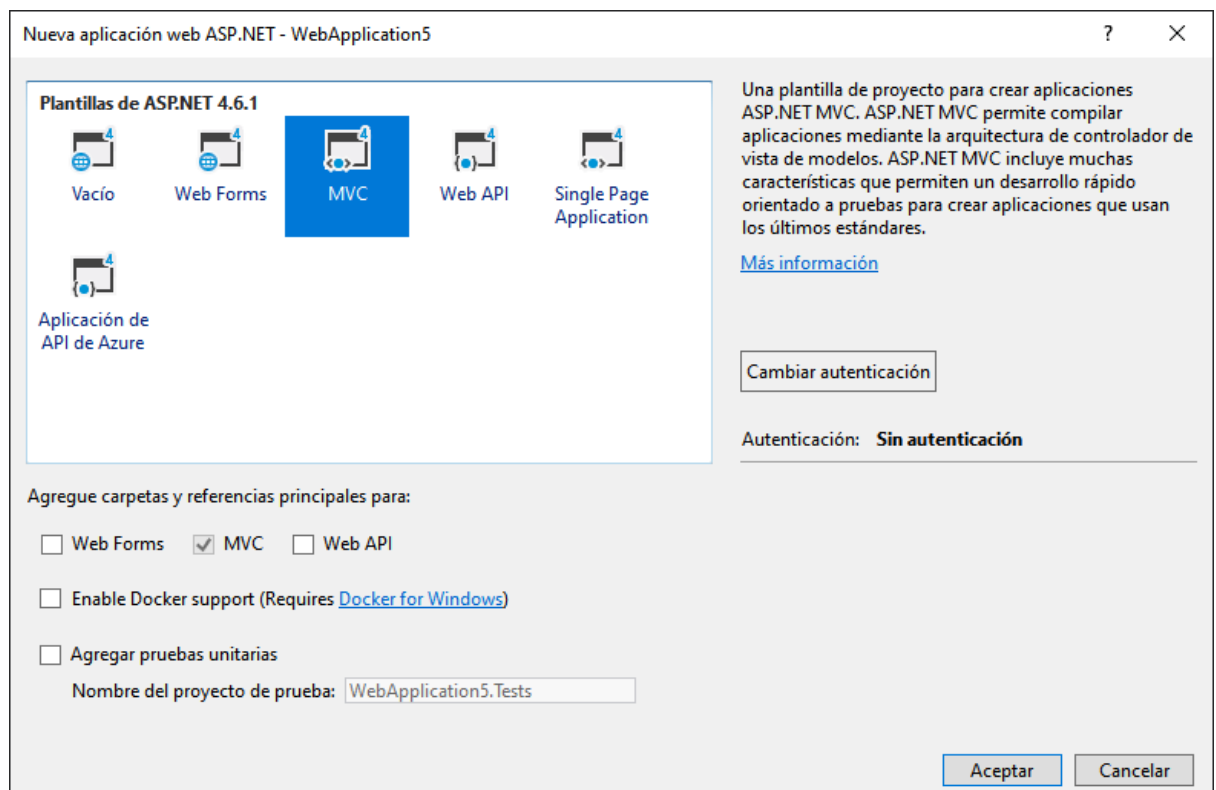 Nueva aplicación web ASP.NET - WebApplication5
?
Plantillas de ASP.NET 4.6.1
Vacío
Web Forms
MVC
Web API
Single Page
Application
Aplicación de
API de Azure
Una plantilla de proyecto para crear aplicaciones
ASP.NET MVC. ASP.NET MVC permite compilar
aplicaciones mediante la arquitectura de controlador de
vista de modelos. ASP.NET MVC incluye muchas
características que permiten un desarrollo rápido
orientado a pruebas para crear aplicaciones que usan
los últimos estándares.
Más información
Cambiar autenticación
Autenticación: Sin autenticación
Agregue carpetas y referencias principales para:
Web Forms MVC Web API
Enable Docker support (Requires Docker for Windows)
Agregar pruebas unitarias
Nombre del proyecto de prueba: WebApplication5.Tests
Aceptar Cancelar